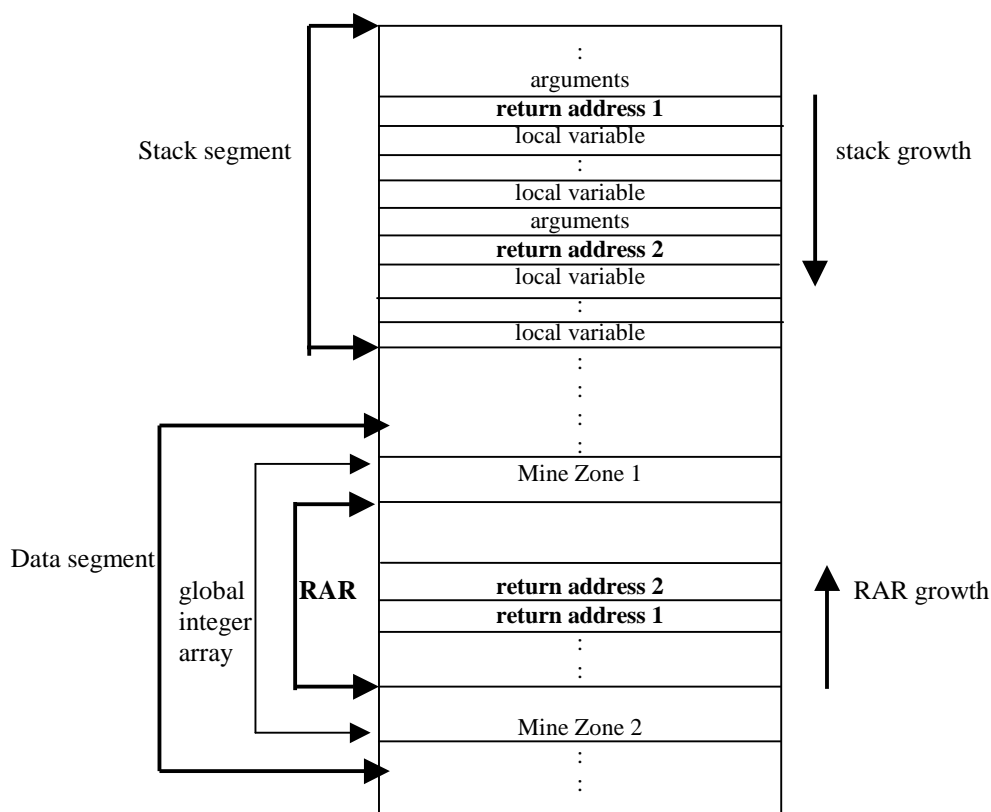 :
arguments
return address 1
local variable
:
local variable
arguments
return address 2
local variable
:
local variable
:
:
:
:
Mine Zone 1
return address 2
return address 1
:
:
Mine Zone 2
:
:
Stack segment
stack growth
Data segment
global
integer
array
RAR
RAR growth